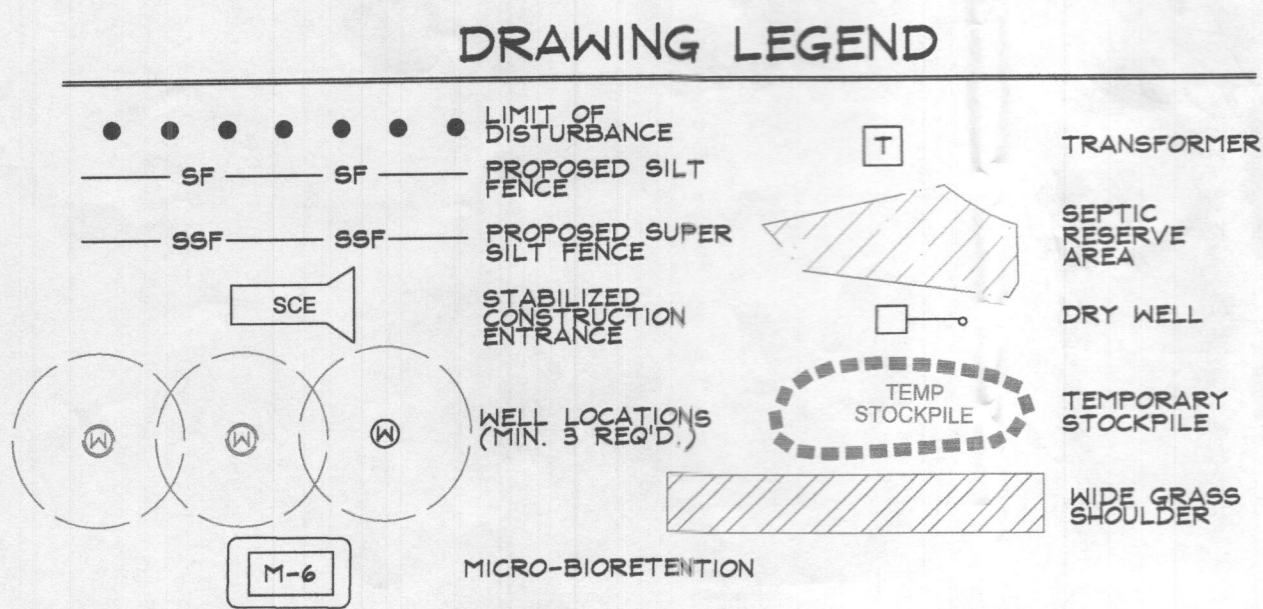 DRAWING LEGEND
LIMIT OF
DISTURBANCE
SF SF
PROPOSED SILT
FENCE
SSF SSF
PROPOSED SUPER
SILT FENCE
SCE
STABILIZED
CONSTRUCTION
ENTRANCE
W W W
WELL LOCATIONS
(MIN. 3 REQ'D.)
M-6
MICRO-BIORETENTION
T
TRANSFORMER
SEPTIC
RESERVE
AREA
DRY WELL
TEMP
STOCKPILE
TEMPORARY
STOCKPILE
WIDE GRASS
SHOULDER